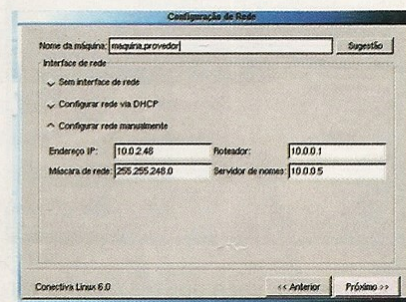 Configuração de Rede
Nome da máquina: maquina.provedor Sugestão
Interface de rede
Sem interface de rede
Configurar rede via DHCP
Configurar rede manualmente
Endereço IP: 10.0.2.48 Roteador: 10.0.0.1
Máscara de rede: 255.255.248.0 Servidor de nomes: 10.0.0.5
Conectiva Linux 6.0 << Anterior Próximo >>